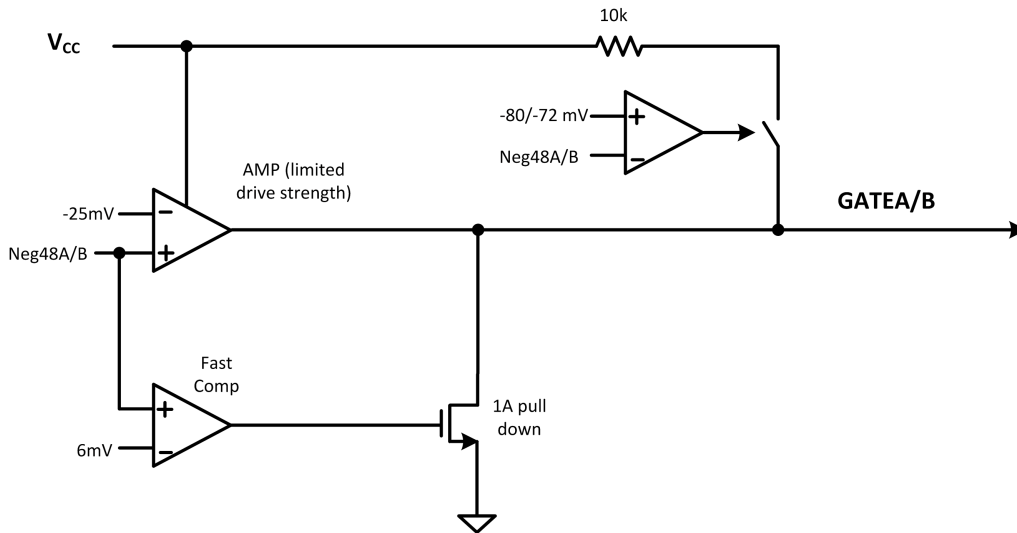 10k
VCC
-80/-72 mV
+
Neg48A/B
−
AMP (limited
drive strength)
GATEA/B
-25mV
−
Neg48A/B
+
Fast
Comp
+
1A pull
down
6mV
−